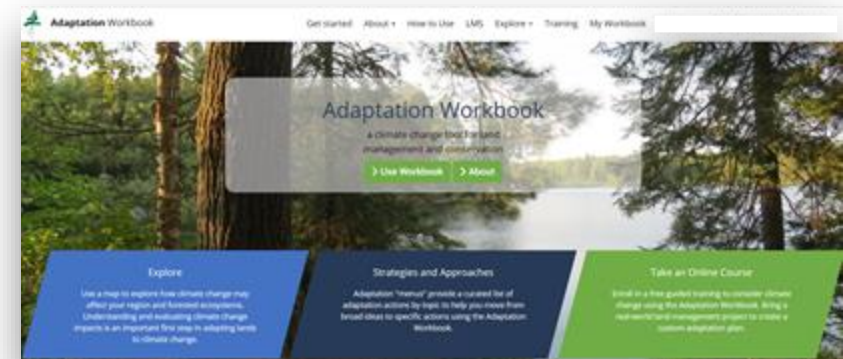 Adaptation Workbook
Get started About How to Use LMS Explore Training My Workbook
Adaptation Workbook
a climate change tool for land
management and conservation
Use Workbook About
Explore
Use a map to explore how climate change may
affect your region and forested ecosystems.
Understanding and evaluating climate change
impacts is an important first step in adapting lands
to climate change.
Strategies and Approaches
Adaptation "menus" provide a curated list of
adaptation actions by topic to help you move from
broad ideas to specific actions using the Adaptation
Workbook.
Take an Online Course
Enroll in a free guided training to consider climate
change using the Adaptation Workbook. Bring a
real-world land management project to create a
custom adaptation plan.